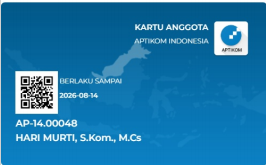 KARTU ANGGOTA
APTIKOM INDONESIA
APTIKOM
BERLAKU SAMPAI
2026-08-14
AP-14.00048
HARI MURTI, S.Kom., M.Cs